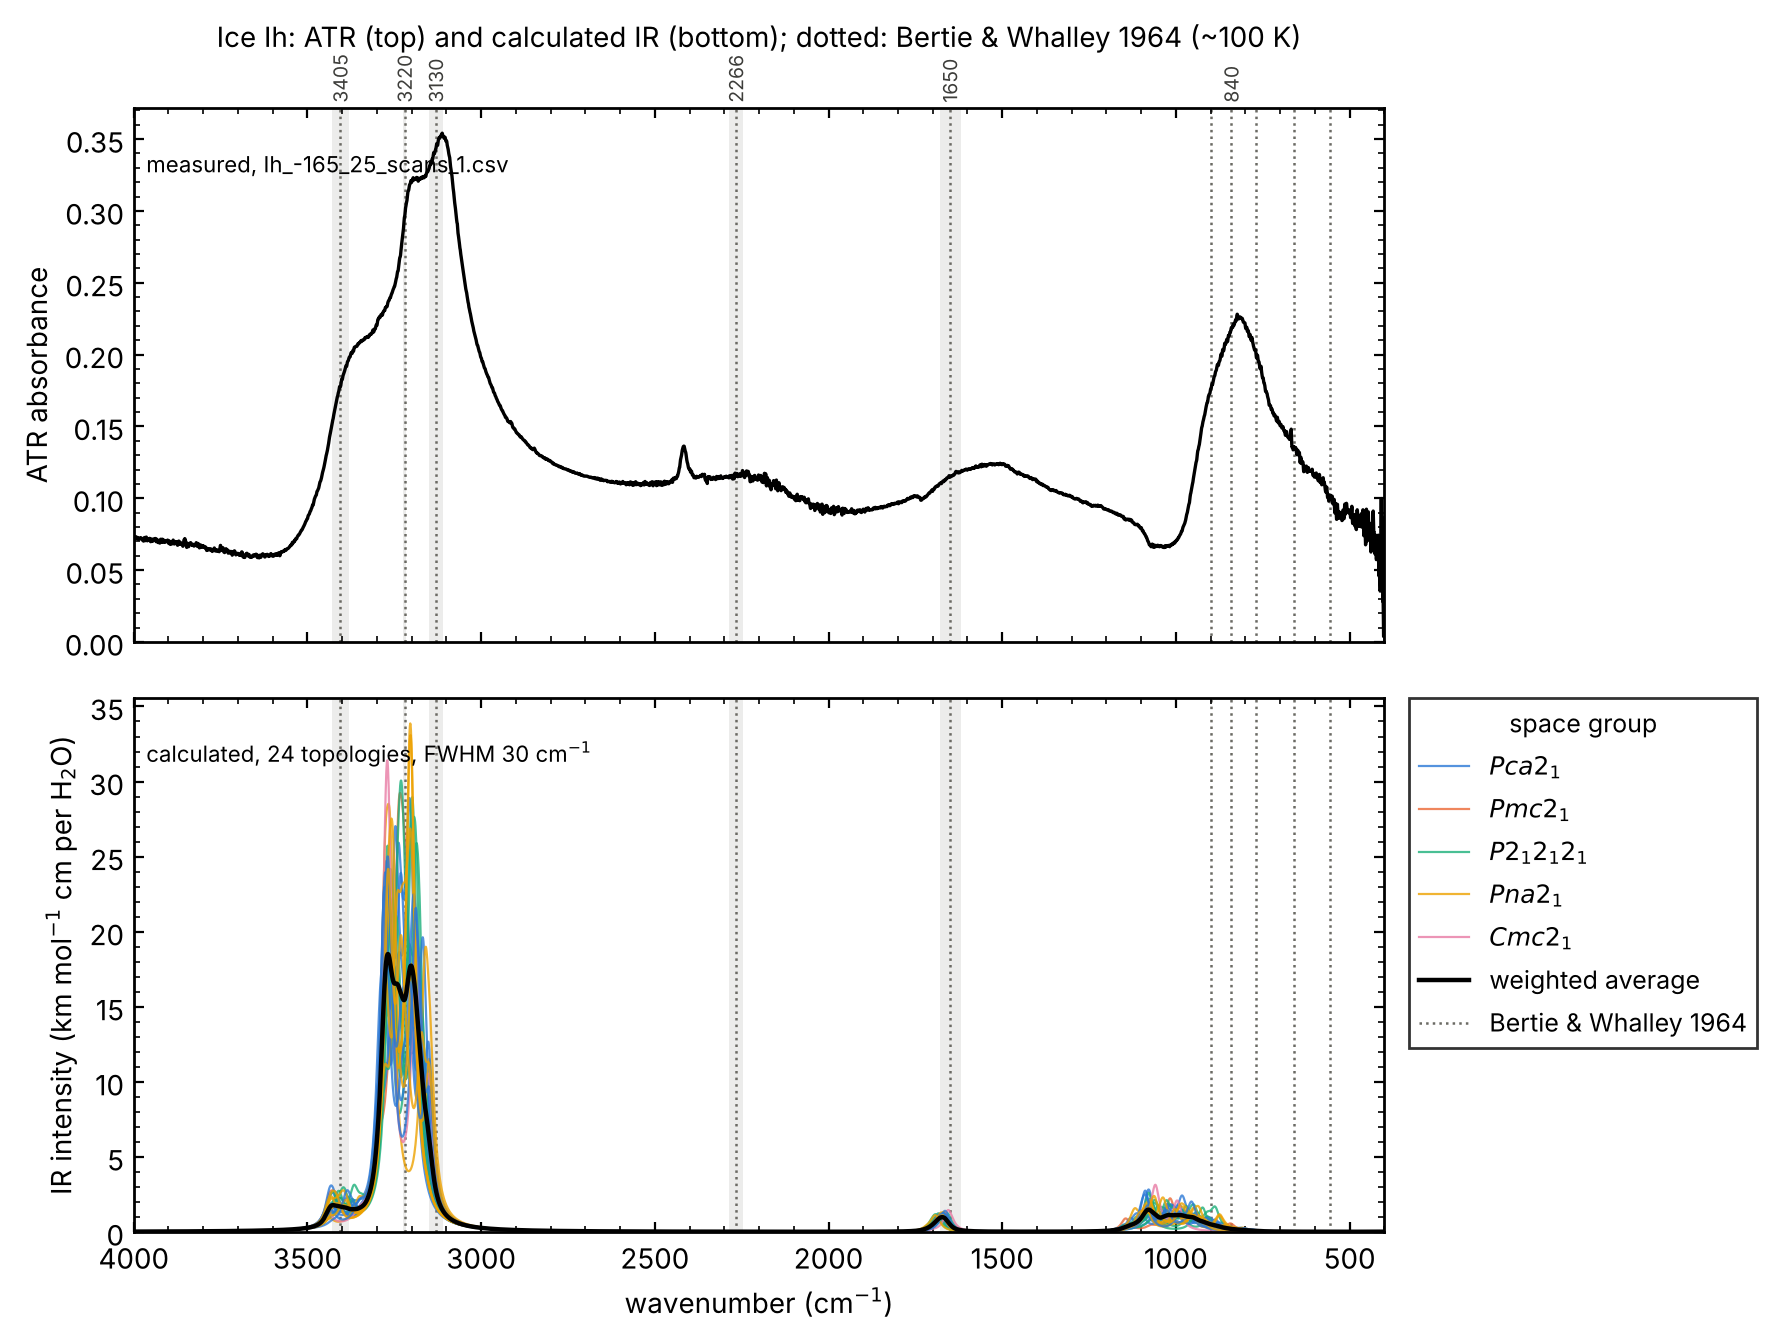 Ice Ih: ATR (top) and calculated IR (bottom); dotted: Bertie & Whalley 1964 (~100 K)
3405
3220
3130
2266
1650
840
measured, Ih_-165_25_scans_1.csv
ATR absorbance
0.35
0.30
0.25
0.20
0.15
0.10
0.05
0.00
calculated, 24 topologies, FWHM 30 cm⁻¹
IR intensity (km mol⁻¹ cm per H₂O)
35
30
25
20
15
10
5
0
4000 3500 3000 2500 2000 1500 1000 500
wavenumber (cm⁻¹)
space group
Pca2₁
Pmc2₁
P2₁2₁2₁
Pna2₁
Cmc2₁
weighted average
Bertie & Whalley 1964